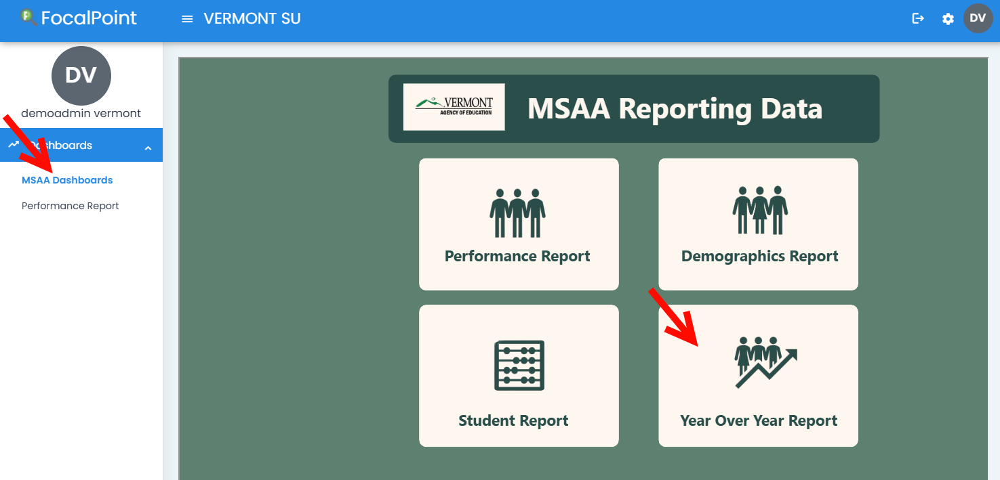 FocalPoint
VERMONT SU
DV
DV
demoadmin vermont
Dashboards
MSAA Dashboards
Performance Report
VERMONT
AGENCY OF EDUCATION
MSAA Reporting Data
Performance Report
Demographics Report
Student Report
Year Over Year Report